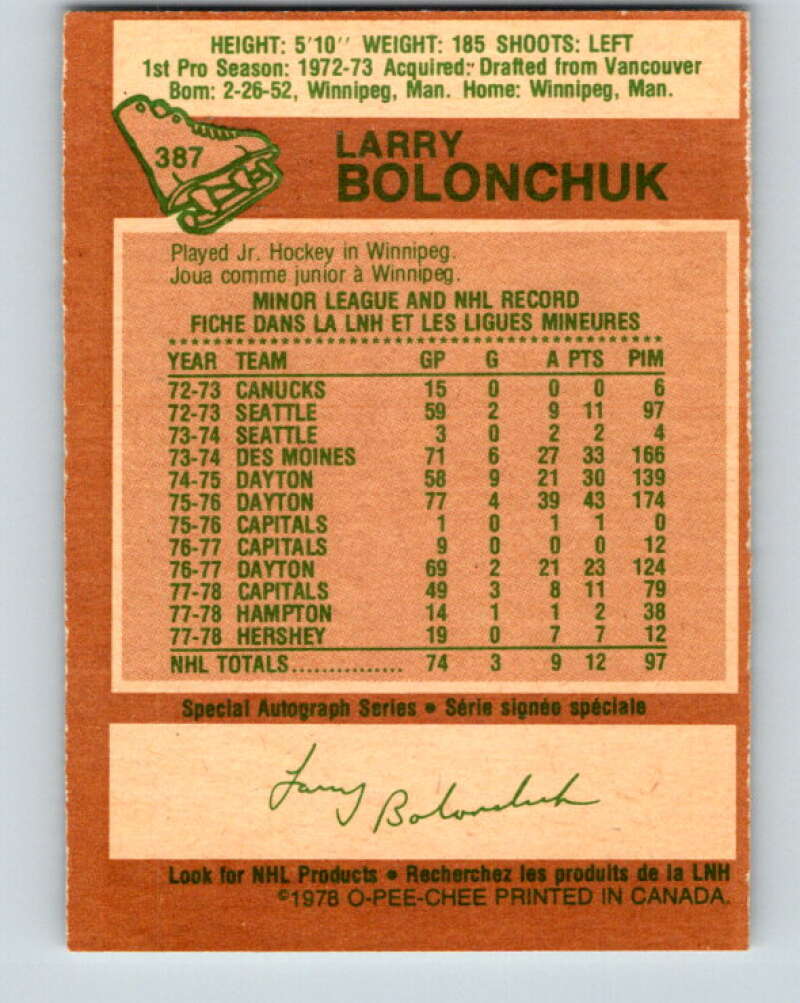 HEIGHT: 5'10'' WEIGHT: 185 SHOOTS: LEFT
1st Pro Season: 1972-73 Acquired: Drafted from Vancouver
Born: 2-26-52, Winnipeg, Man. Home: Winnipeg, Man.
387
LARRY
BOLONCHUK
Played Jr. Hockey in Winnipeg.
Joua comme junior à Winnipeg.
MINOR LEAGUE AND NHL RECORD
FICHE DANS LA LNH ET LES LIGUES MINEURES
YEAR TEAM GP G A PTS PIM
72-73 CANUCKS 15 0 0 0 6
72-73 SEATTLE 59 2 9 11 97
73-74 SEATTLE 3 0 2 2 4
73-74 DES MOINES 71 6 27 33 166
74-75 DAYTON 58 9 21 30 139
75-76 DAYTON 77 4 39 43 174
75-76 CAPITALS 1 0 1 1 0
76-77 CAPITALS 9 0 0 0 12
76-77 DAYTON 69 2 21 23 124
77-78 CAPITALS 49 3 8 11 79
77-78 HAMPTON 14 1 1 2 38
77-78 HERSHEY 19 0 7 7 12
NHL TOTALS............... 74 3 9 12 97
Special Autograph Series • Série signée spéciale
Larry Bolonchuk
Look for NHL Products • Recherchez les produits de la LNH
©1978 O-PEE-CHEE PRINTED IN CANADA.